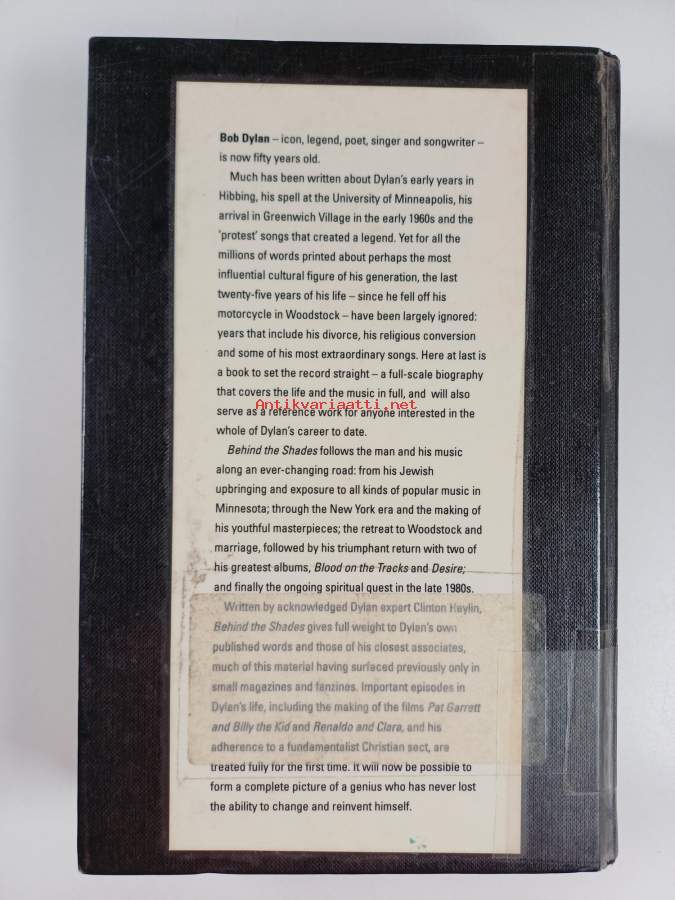 Bob Dylan – icon, legend, poet, singer and songwriter –
is now fifty years old.
Much has been written about Dylan's early years in
Hibbing, his spell at the University of Minneapolis, his
arrival in Greenwich Village in the early 1960s and the
'protest' songs that created a legend. Yet for all the
millions of words printed about perhaps the most
influential cultural figure of his generation, the last
twenty-five years of his life – since he fell off his
motorcycle in Woodstock – have been largely ignored:
years that include his divorce, his religious conversion
and some of his most extraordinary songs. Here at last is
a book to set the record straight – a full-scale biography
that covers the life and the music in full, and will also
Antikvariaatti.net
serve as a reference work for anyone interested in the
whole of Dylan's career to date.
Behind the Shades follows the man and his music
along an ever-changing road: from his Jewish
upbringing and exposure to all kinds of popular music in
Minnesota; through the New York era and the making of
his youthful masterpieces; the retreat to Woodstock and
marriage, followed by his triumphant return with two of
his greatest albums, Blood on the Tracks and Desire;
and finally the ongoing spiritual quest in the late 1980s.
Written by acknowledged Dylan expert Clinton Heylin,
Behind the Shades gives full weight to Dylan's own
published words and those of his closest associates,
much of this material having surfaced previously only in
small magazines and fanzines. Important episodes in
Dylan's life, including the making of the films Pat Garrett
and Billy the Kid and Renaldo and Clara, and his
adherence to a fundamentalist Christian sect, are
treated fully for the first time. It will now be possible to
form a complete picture of a genius who has never lost
the ability to change and reinvent himself.